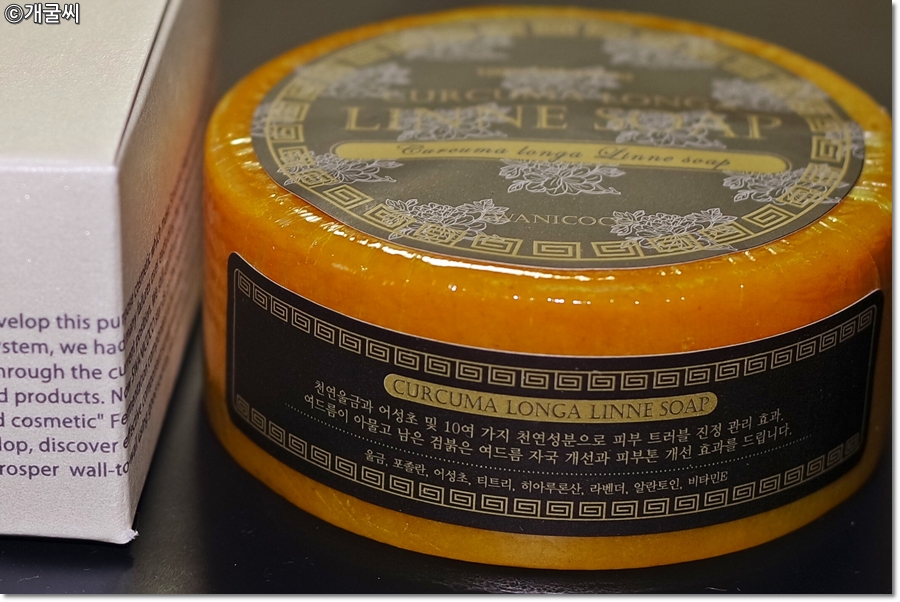 ©개굴씨
CURCUMA LONGA
LINNE SOAP
Curcuma longa Linne soap
WANICOCO
velop this pu
ystem, we had
hrough the cu
d products. N
d cosmetic" Fe
lop, discover
rosper wall-to
CURCUMA LONGA LINNE SOAP
천연울금과 어성초 및 10여 가지 천연성분으로 피부 트러블 진정 관리 효과.
여드름이 아물고 남은 검붉은 여드름 자국 개선과 피부톤 개선 효과를 드립니다.
울금, 포졸란, 어성초, 티트리, 히아루론산, 라벤더, 알란토인, 비타민E